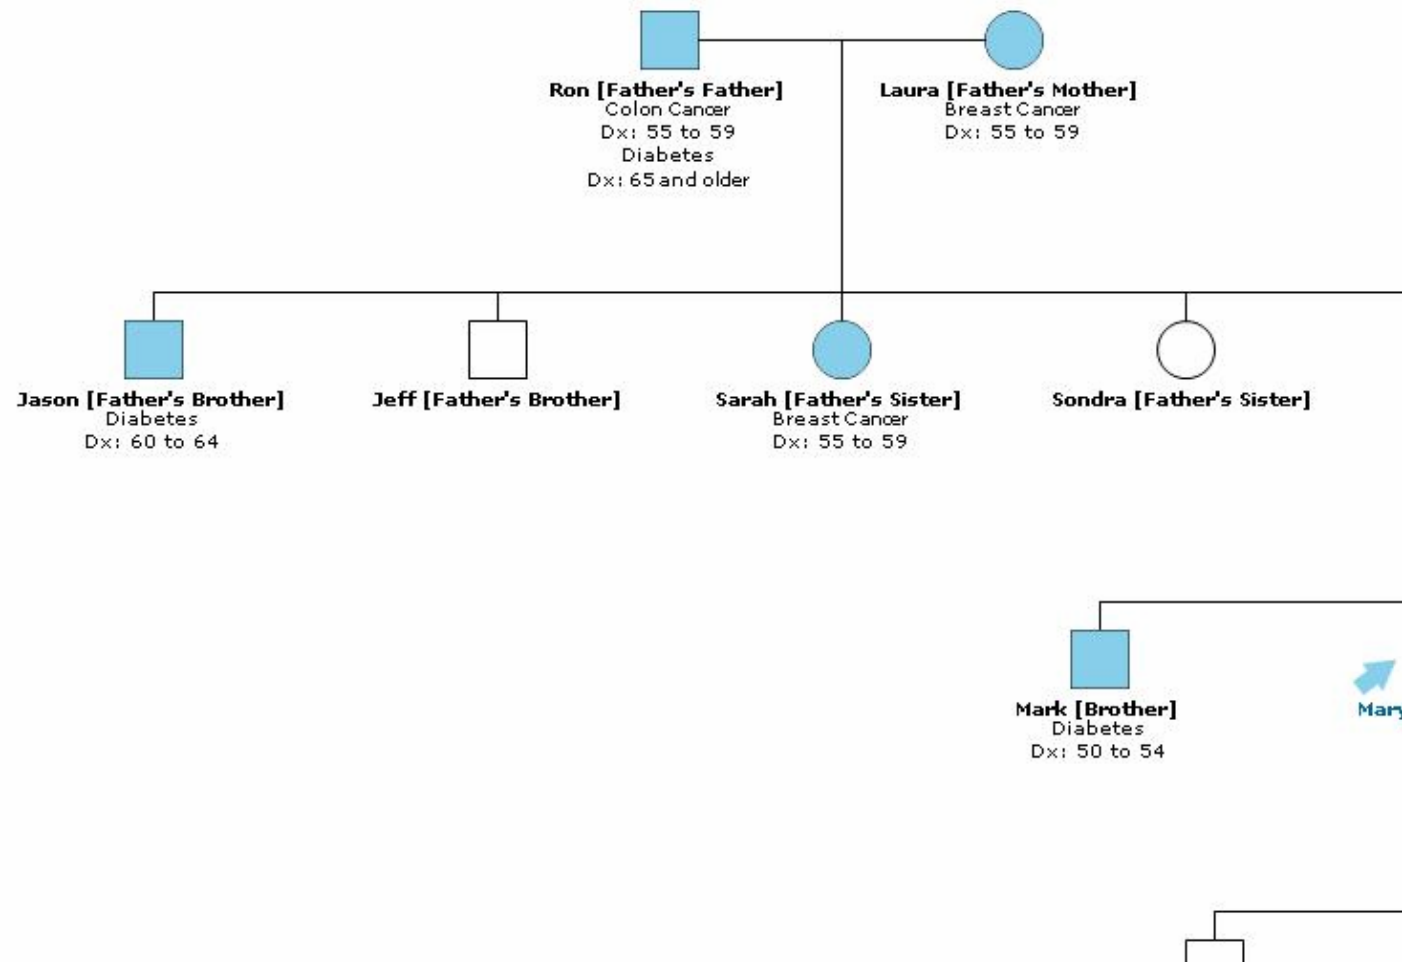 Ron [Father's Father]
Colon Cancer
Dx: 55 to 59
Diabetes
Dx: 65 and older
Laura [Father's Mother]
Breast Cancer
Dx: 55 to 59
Jason [Father's Brother]
Diabetes
Dx: 60 to 64
Jeff [Father's Brother]
Sarah [Father's Sister]
Breast Cancer
Dx: 55 to 59
Sondra [Father's Sister]
Mark [Brother]
Diabetes
Dx: 50 to 54
Mary